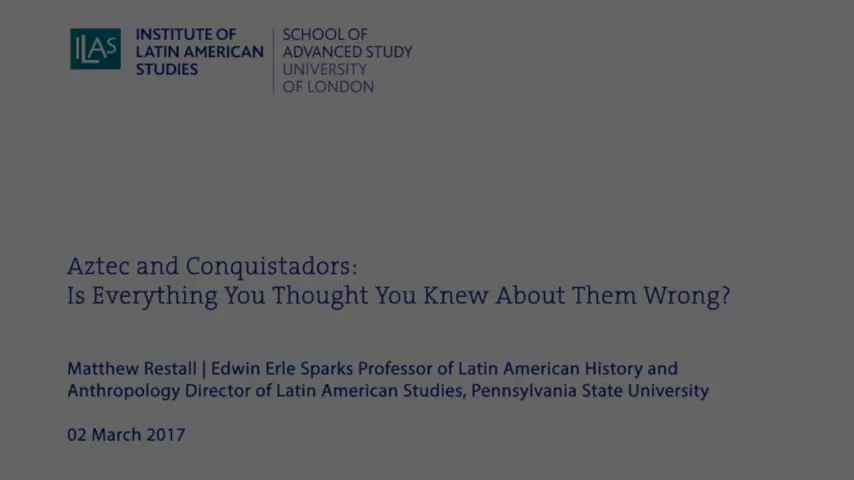 ILAS
INSTITUTE OF
LATIN AMERICAN
STUDIES
SCHOOL OF
ADVANCED STUDY
UNIVERSITY
OF LONDON
Aztec and Conquistadors:
Is Everything You Thought You Knew About Them Wrong?
Matthew Restall | Edwin Erle Sparks Professor of Latin American History and
Anthropology Director of Latin American Studies, Pennsylvania State University
02 March 2017